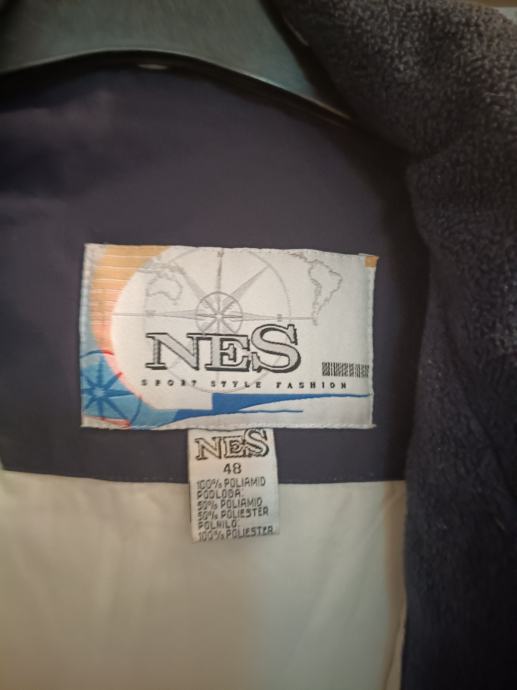 NES
SPORT STYLE FASHION
NES
48
100% POLIAMID
PODLOGA:
50% POLIAMID
50% POLIESTER
POLNILO:
100% POLIESTER